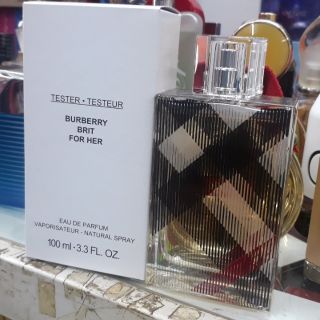 TESTER • TESTEUR
BURBERRY
BRIT
FOR HER
EAU DE PARFUM
VAPORISATEUR - NATURAL SPRAY
100 ml - 3.3 FL. OZ.